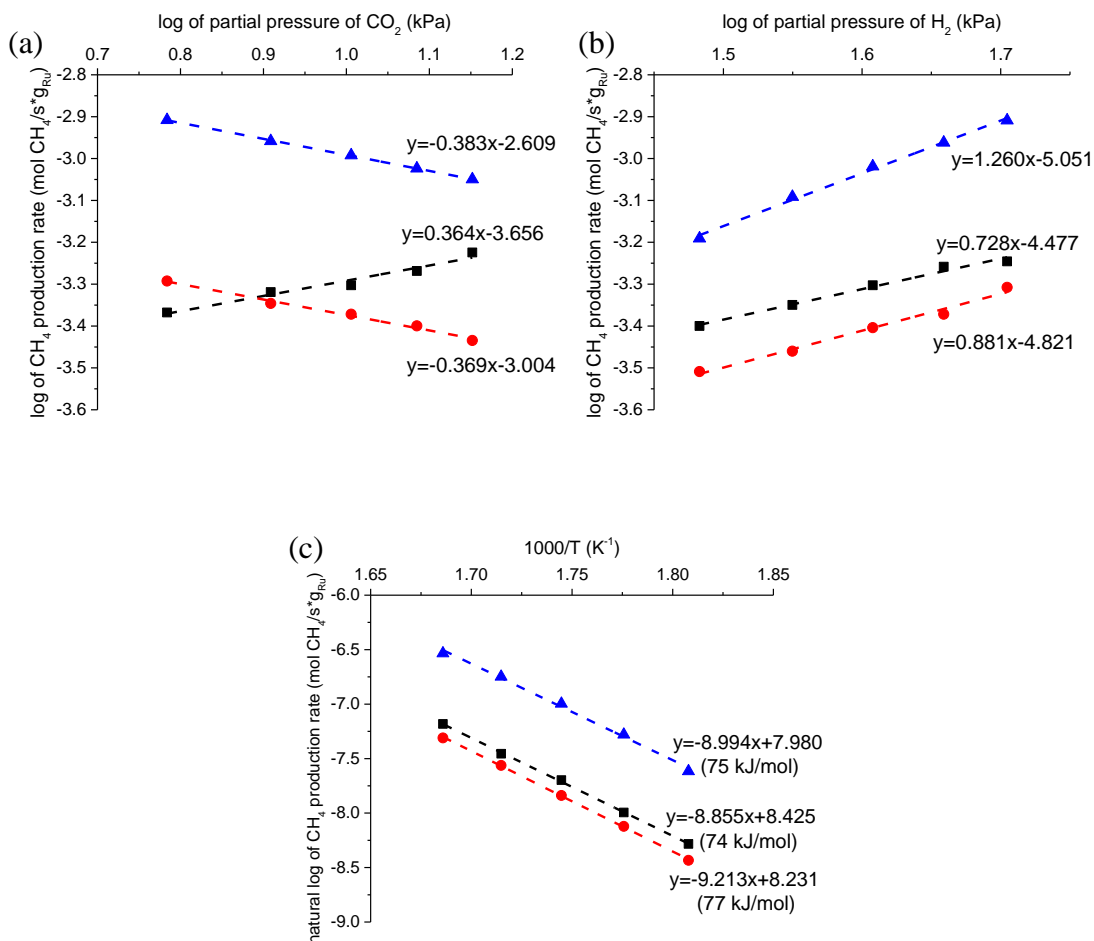 (a)
log of partial pressure of CO₂ (kPa)
0.7 0.8 0.9 1.0 1.1 1.2
log of CH₄ production rate (mol CH₄/s*gRu)
-2.8
-2.9
-3.0
-3.1
-3.2
-3.3
-3.4
-3.5
-3.6
y=-0.383x-2.609
y=0.364x-3.656
y=-0.369x-3.004
(b)
log of partial pressure of H₂ (kPa)
1.5 1.6 1.7
log of CH₄ production rate (mol CH₄/s*gRu)
-2.8
-2.9
-3.0
-3.1
-3.2
-3.3
-3.4
-3.5
-3.6
y=1.260x-5.051
y=0.728x-4.477
y=0.881x-4.821
(c)
1000/T (K⁻¹)
1.65 1.70 1.75 1.80 1.85
natural log of CH₄ production rate (mol CH₄/s*gRu)
-6.0
-6.5
-7.0
-7.5
-8.0
-8.5
-9.0
y=-8.994x+7.980
(75 kJ/mol)
y=-8.855x+8.425
(74 kJ/mol)
y=-9.213x+8.231
(77 kJ/mol)